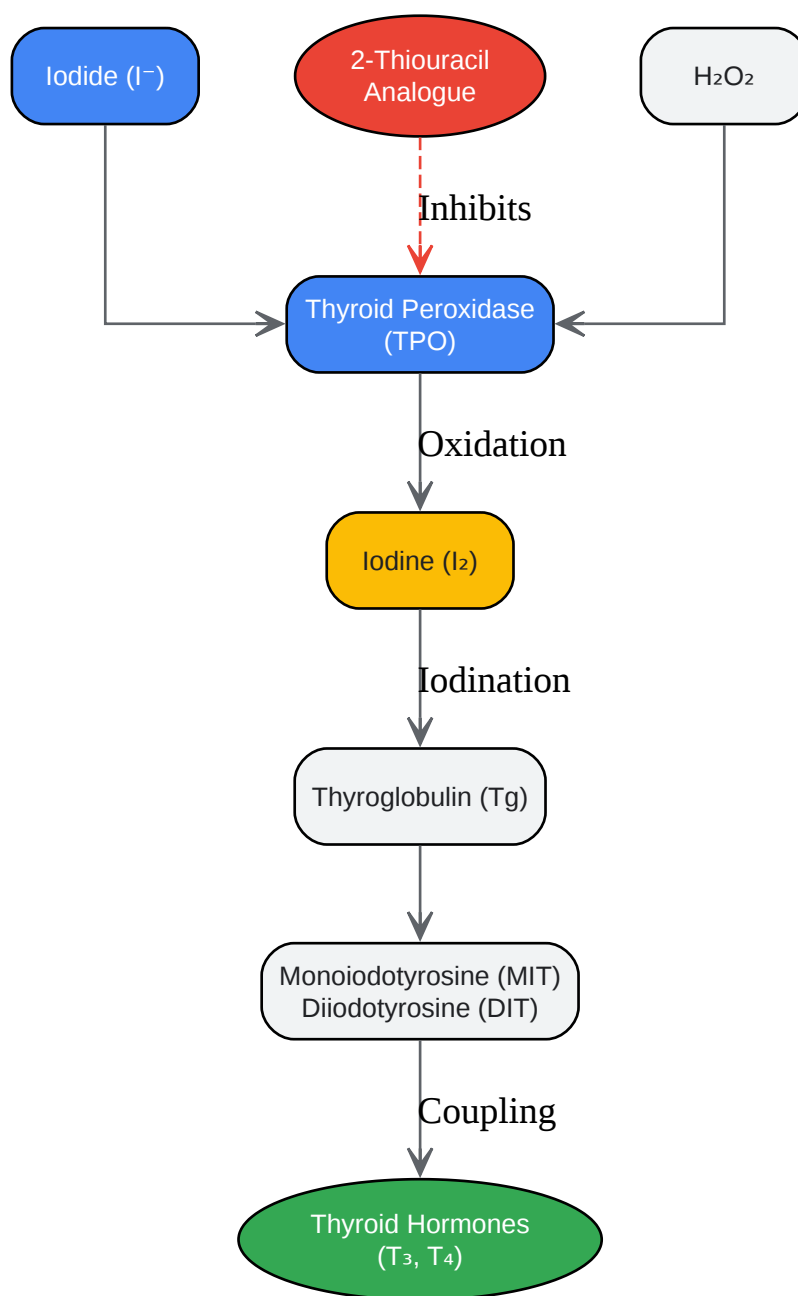 Iodide (I⁻)
2-Thiouracil
Analogue
H₂O₂
Inhibits
Thyroid Peroxidase
(TPO)
Oxidation
Iodine (I₂)
Iodination
Thyroglobulin (Tg)
Monoiodotyrosine (MIT)
Diiodotyrosine (DIT)
Coupling
Thyroid Hormones
(T₃, T₄)